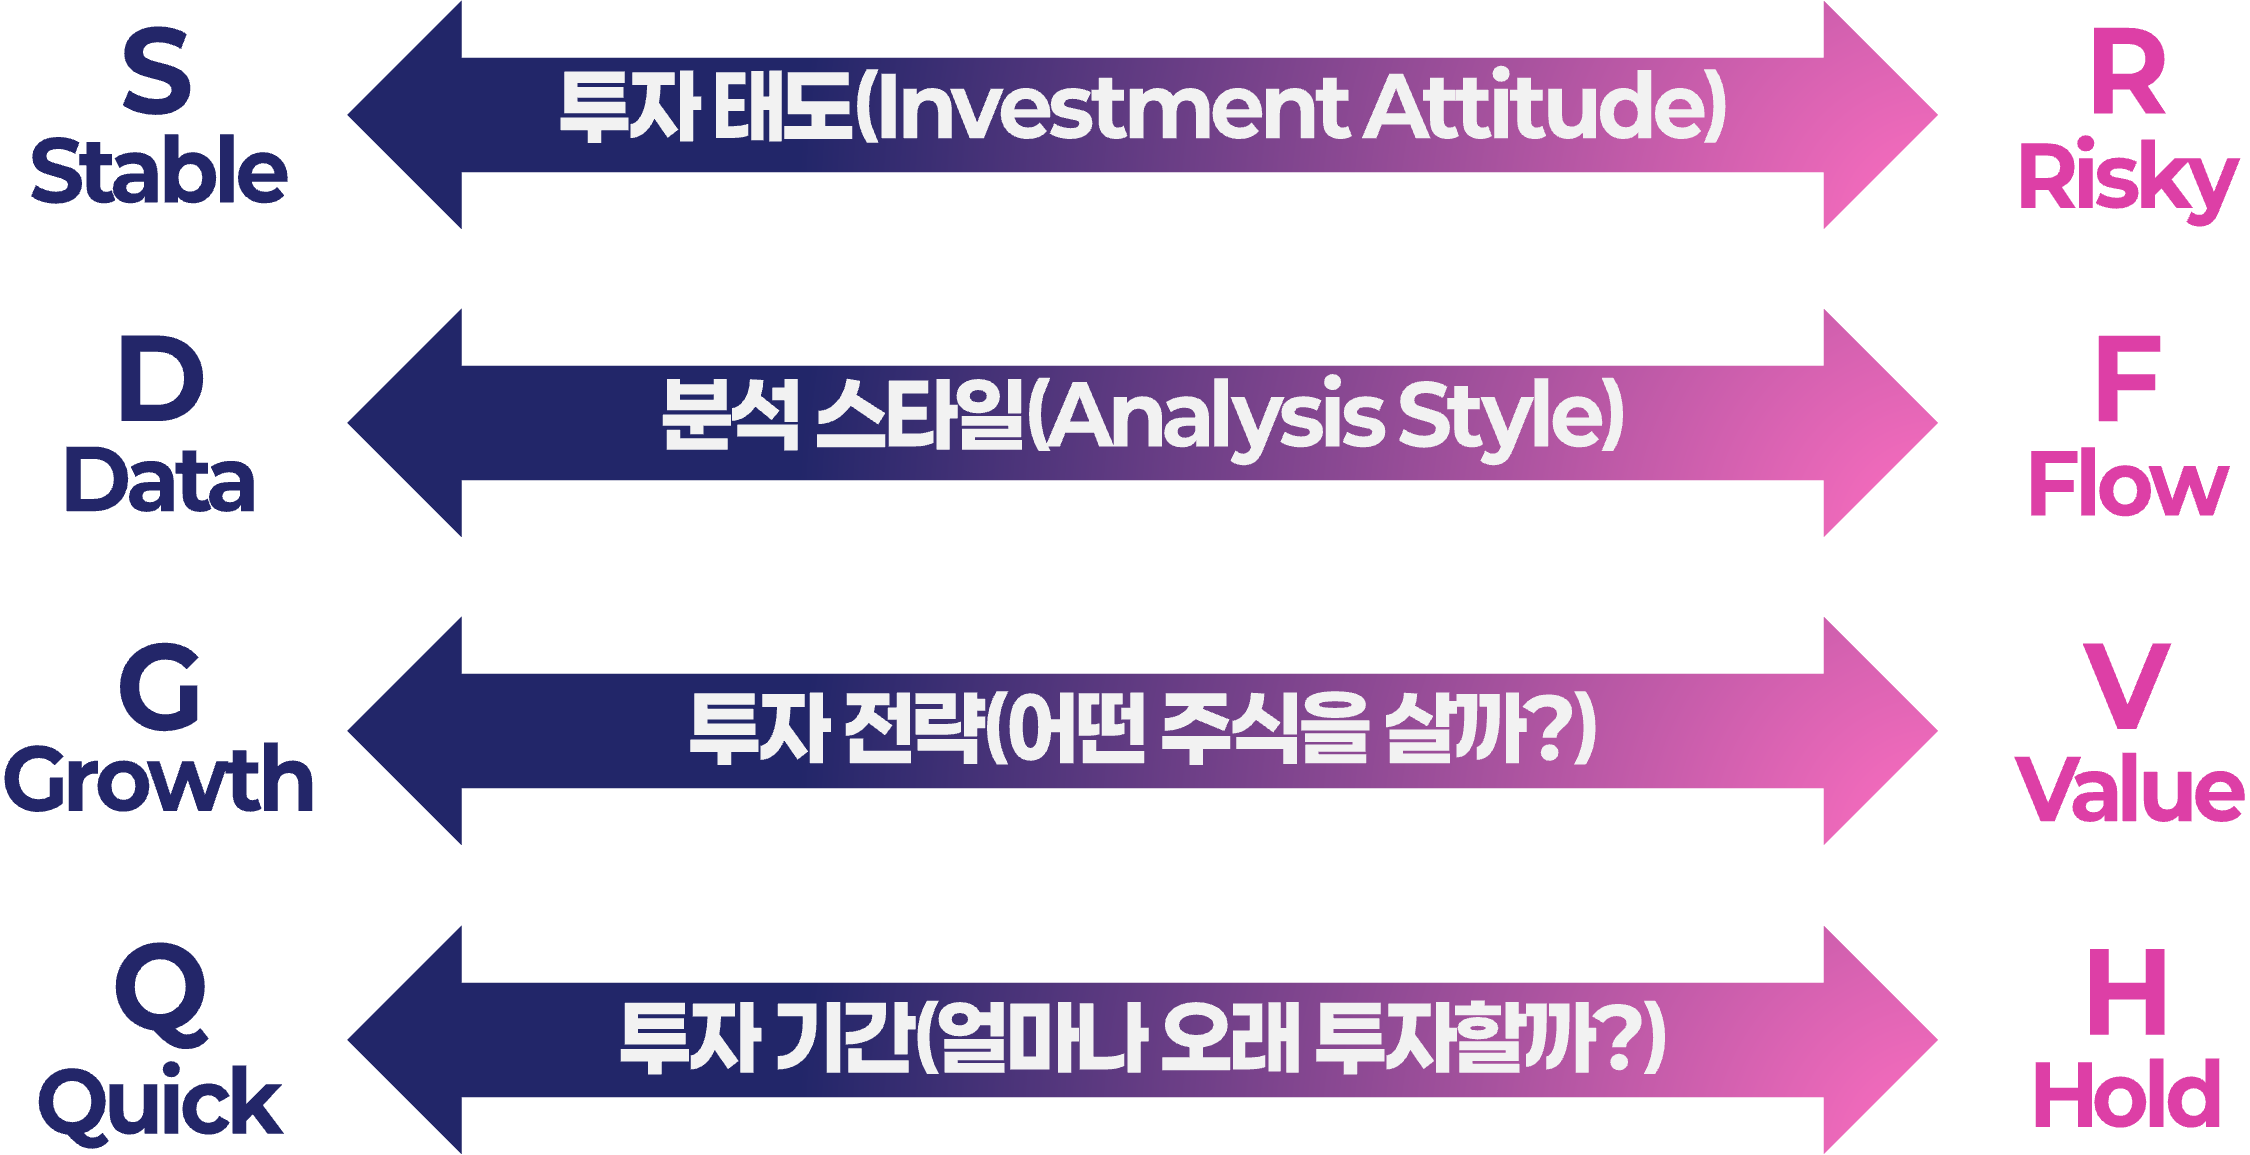 S
Stable
투자 태도(Investment Attitude)
R
Risky
D
Data
분석 스타일(Analysis Style)
F
Flow
G
Growth
투자 전략(어떤 주식을 살까?)
V
Value
Q
Quick
투자 기간(얼마나 오래 투자할까?)
H
Hold